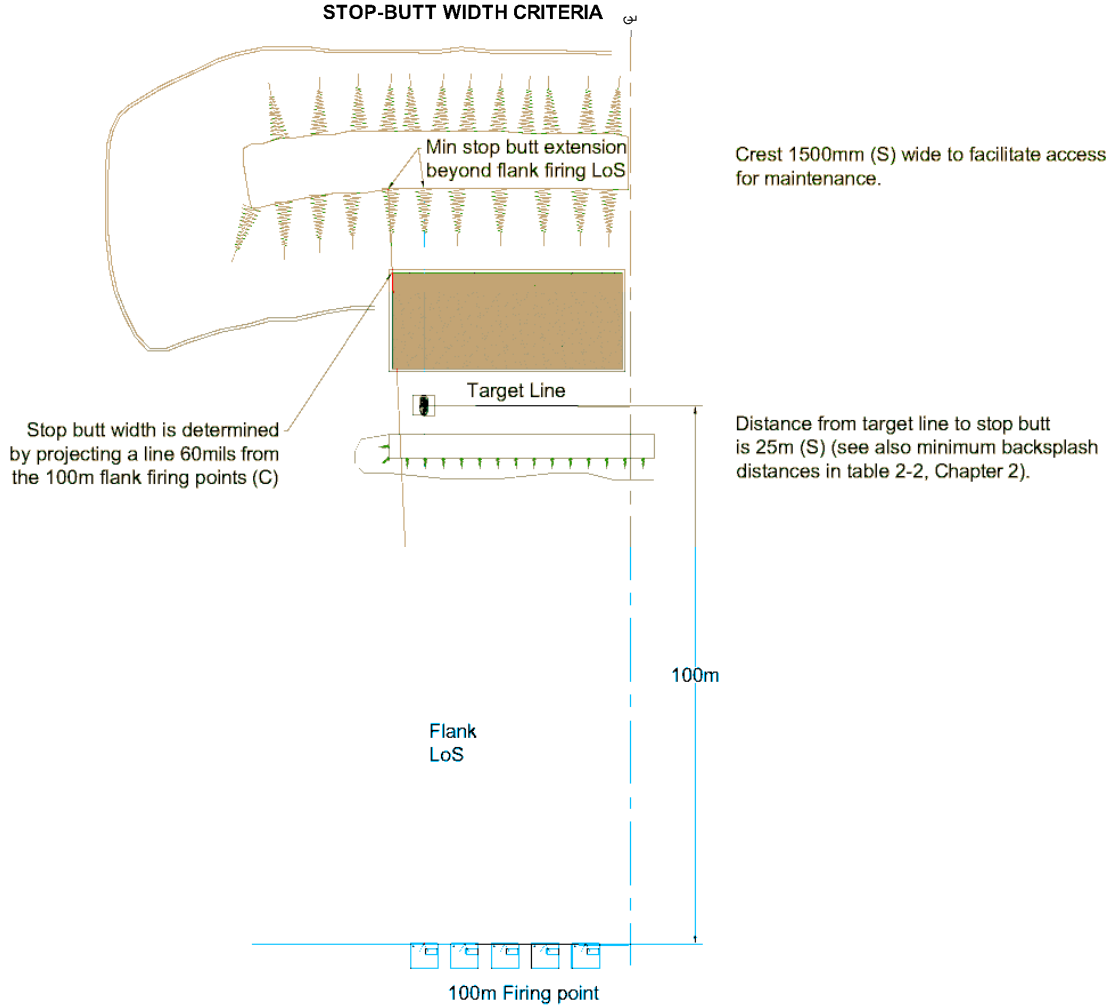 STOP-BUTT WIDTH CRITERIA
Min stop butt extension
beyond flank firing LoS
Crest 1500mm (S) wide to facilitate access
for maintenance.
Target Line
Stop butt width is determined
by projecting a line 60mils from
the 100m flank firing points (C)
Distance from target line to stop butt
is 25m (S) (see also minimum backsplash
distances in table 2-2, Chapter 2).
100m
Flank
LoS
100m Firing point